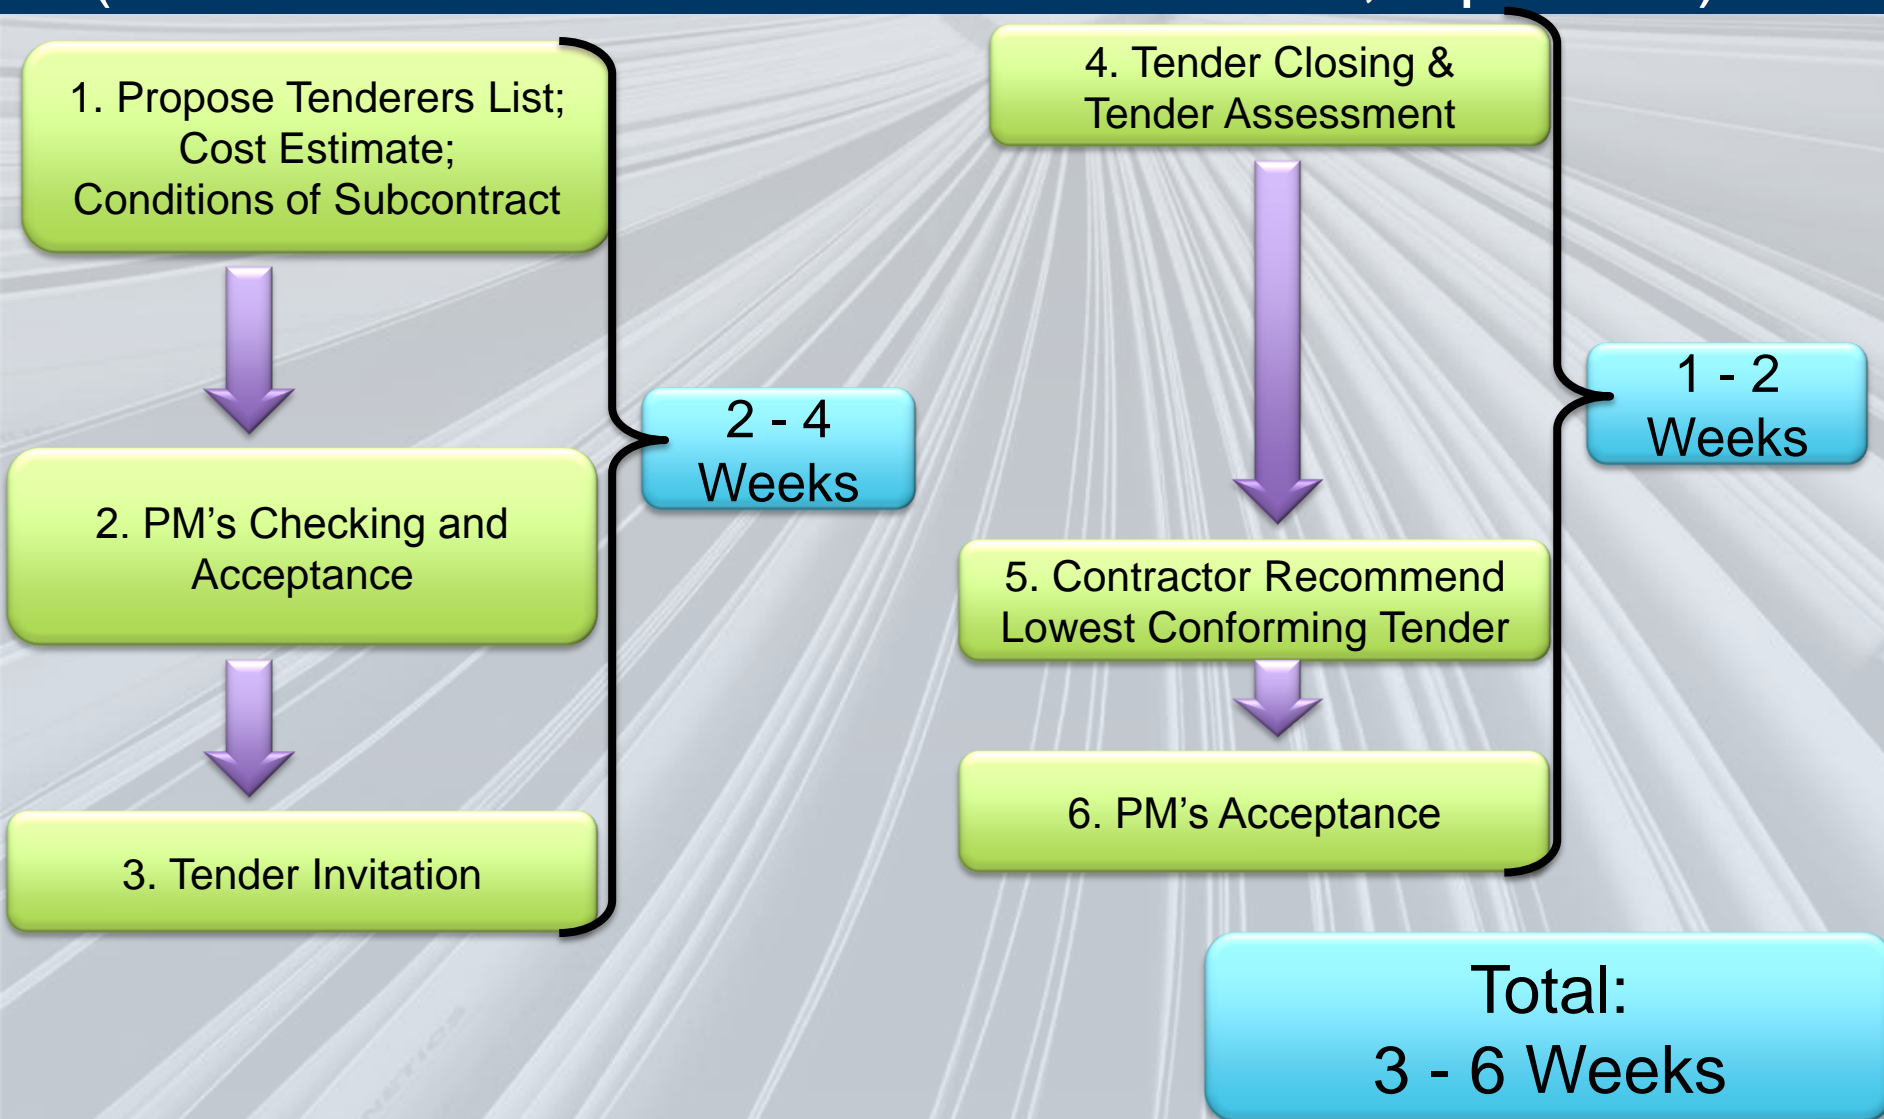 1. Propose Tenderers List;
Cost Estimate;
Conditions of Subcontract
2. PM’s Checking and
Acceptance
3. Tender Invitation
2 - 4
Weeks
4. Tender Closing &
Tender Assessment
5. Contractor Recommend
Lowest Conforming Tender
6. PM’s Acceptance
1 - 2
Weeks
Total:
3 - 6 Weeks